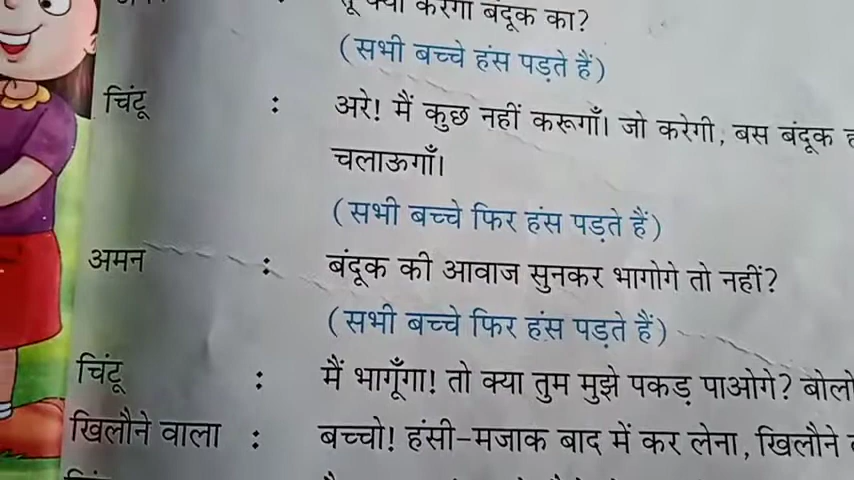 तू क्या करेगा बंदूक का?
(सभी बच्चे हंस पड़ते हैं)
चिंटू : अरे! मैं कुछ नहीं करूगाँ। जो करेगी, बस बंदूक
चलाऊगाँ।
(सभी बच्चे फिर हंस पड़ते हैं)
अमन : बंदूक की आवाज सुनकर भागोगे तो नहीं?
(सभी बच्चे फिर हंस पड़ते हैं)
चिंटू : मैं भागूँगा! तो क्या तुम मुझे पकड़ पाओगे? बोलो
खिलौने वाला : बच्चो! हंसी-मजाक बाद में कर लेना, खिलौने